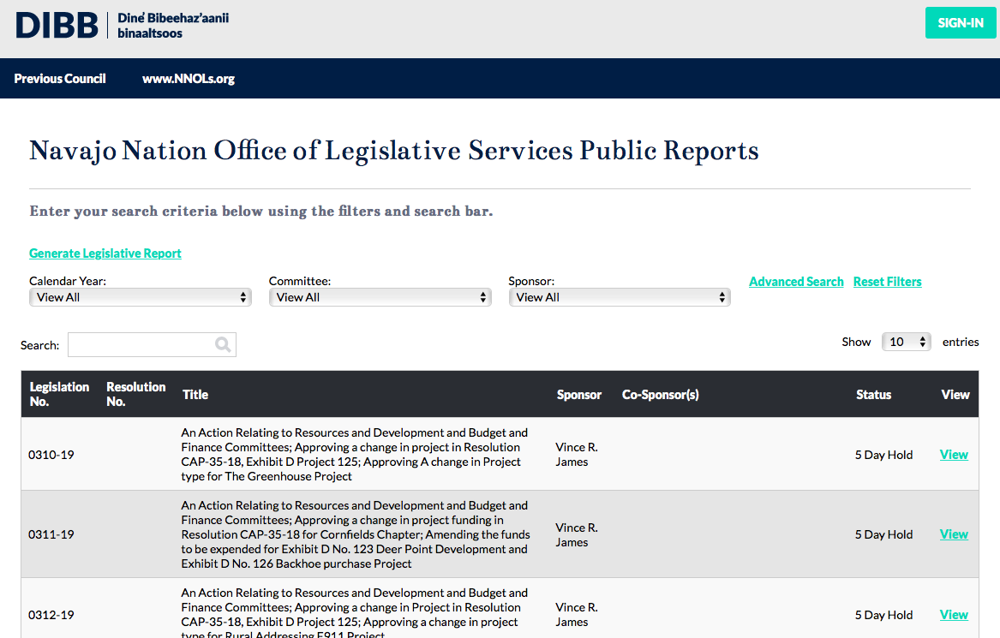 DIBB
Diné Bibeehaz'aanii
binaaltsoos
SIGN-IN
Previous Council
www.NNOLs.org
Navajo Nation Office of Legislative Services Public Reports
Enter your search criteria below using the filters and search bar.
Generate Legislative Report
Calendar Year:
View All
Committee:
View All
Sponsor:
View All
Advanced Search
Reset Filters
Search:
Show 10 entries
Legislation
No.
Resolution
No.
Title
Sponsor
Co-Sponsor(s)
Status
View
0310-19
An Action Relating to Resources and Development and Budget and
Finance Committees; Approving a change in project in Resolution
CAP-35-18, Exhibit D Project 125; Approving A change in Project
type for The Greenhouse Project
Vince R.
James
5 Day Hold
View
0311-19
An Action Relating to Resources and Development and Budget and
Finance Committees; Approving a change in project funding in
Resolution CAP-35-18 for Cornfields Chapter; Amending the funds
to be expended for Exhibit D No. 123 Deer Point Development and
Exhibit D No. 126 Backhoe purchase Project
Vince R.
James
5 Day Hold
View
0312-19
An Action Relating to Resources and Development and Budget and
Finance Committees; Approving a change in Project in Resolution
CAP-35-18, Exhibit D Project 125; Approving a change in project
type for Rural Addressing E911 Project
Vince R.
James
5 Day Hold
View